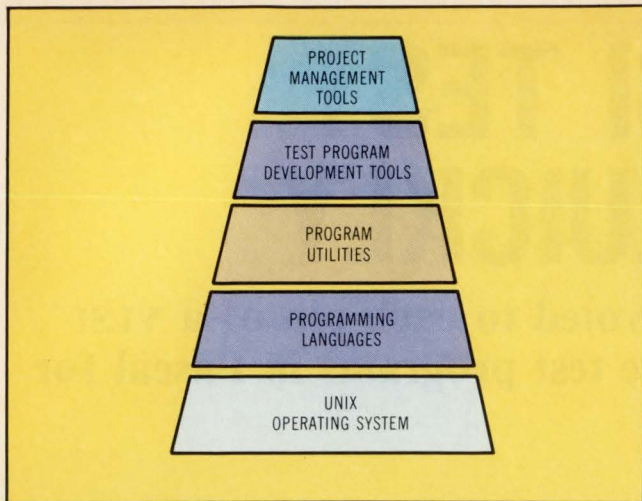 PROJECT
MANAGEMENT
TOOLS
TEST PROGRAM
DEVELOPMENT TOOLS
PROGRAM
UTILITIES
PROGRAMMING
LANGUAGES
UNIX
OPERATING SYSTEM